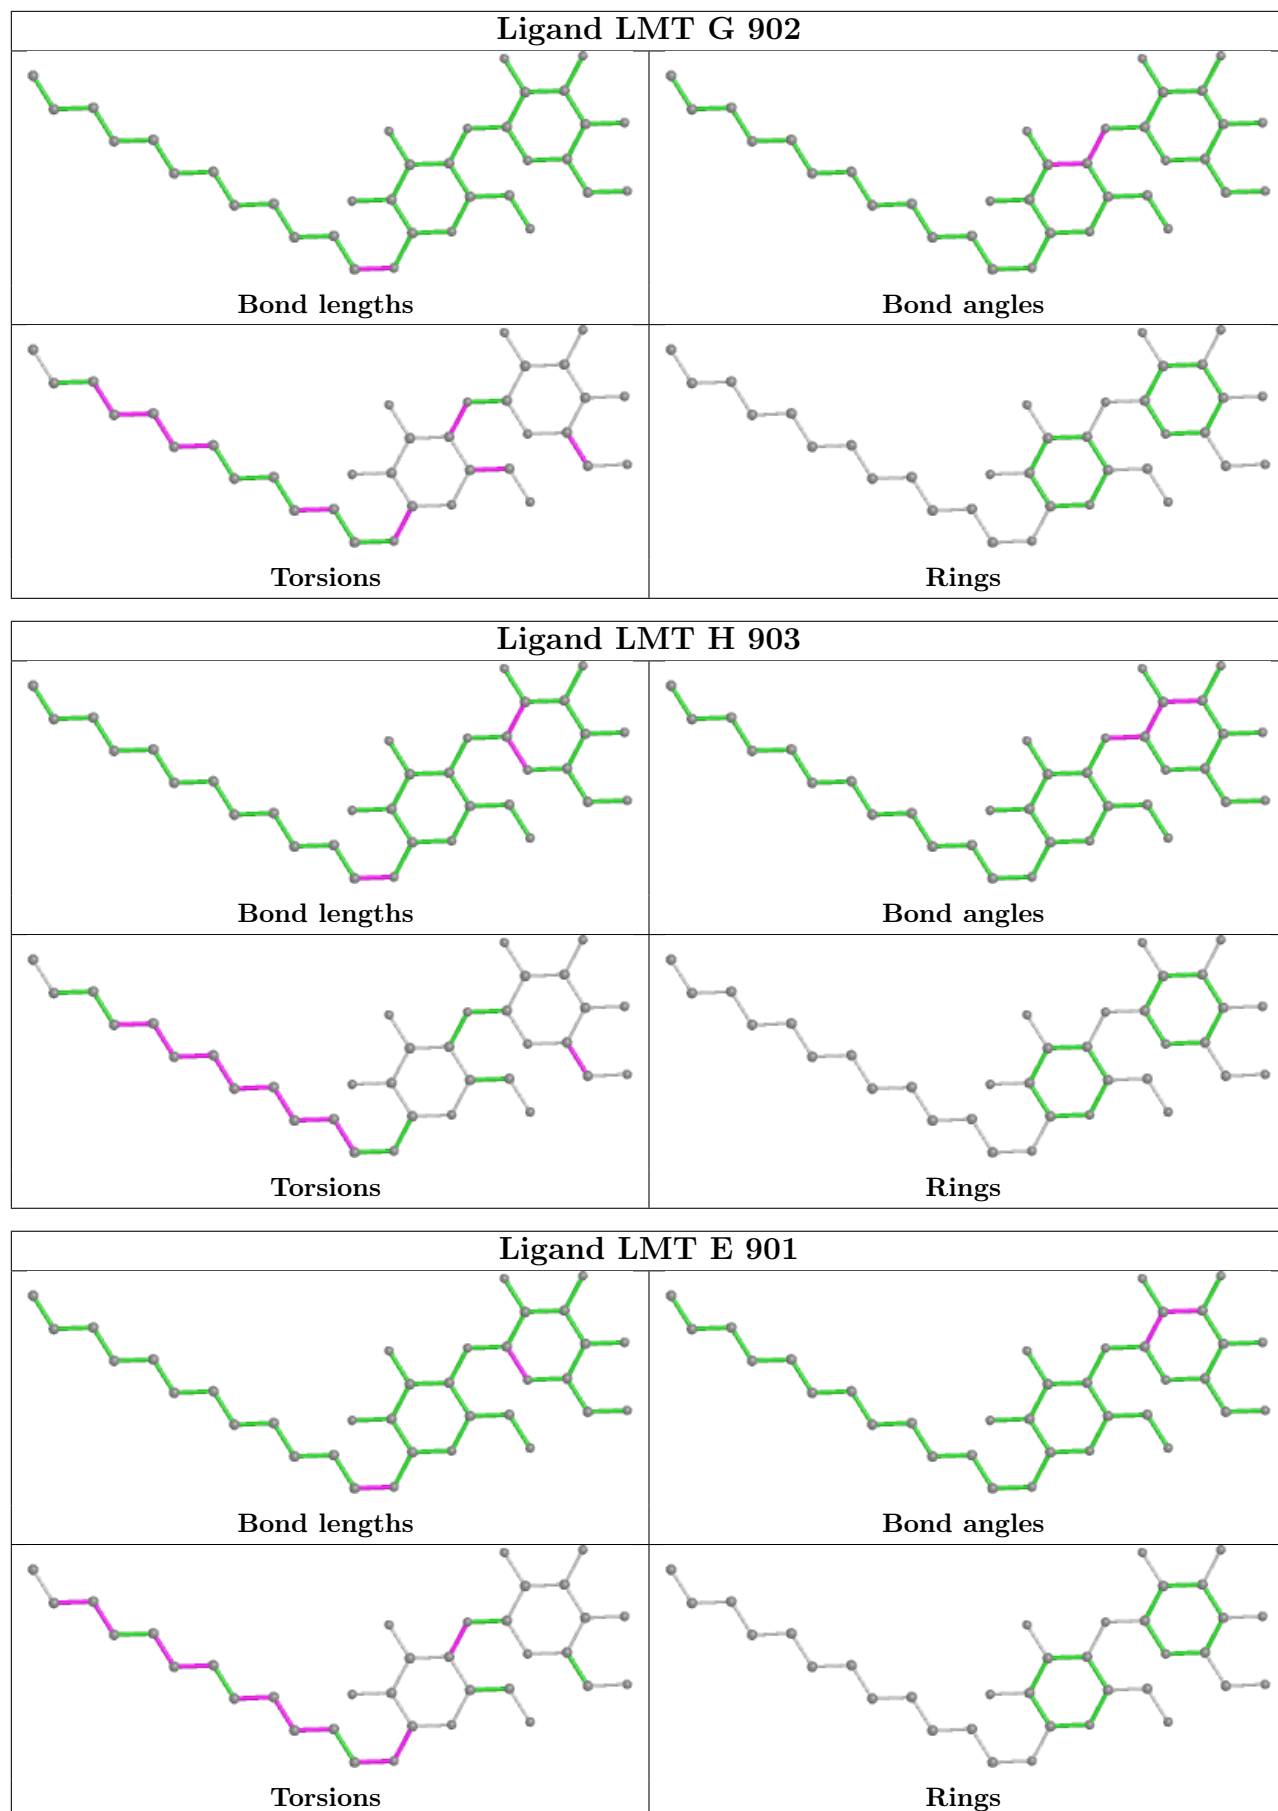 Ligand LMT G 902
Bond lengths
Bond angles
Torsions
Rings
Ligand LMT H 903
Bond lengths
Bond angles
Torsions
Rings
Ligand LMT E 901
Bond lengths
Bond angles
Torsions
Rings